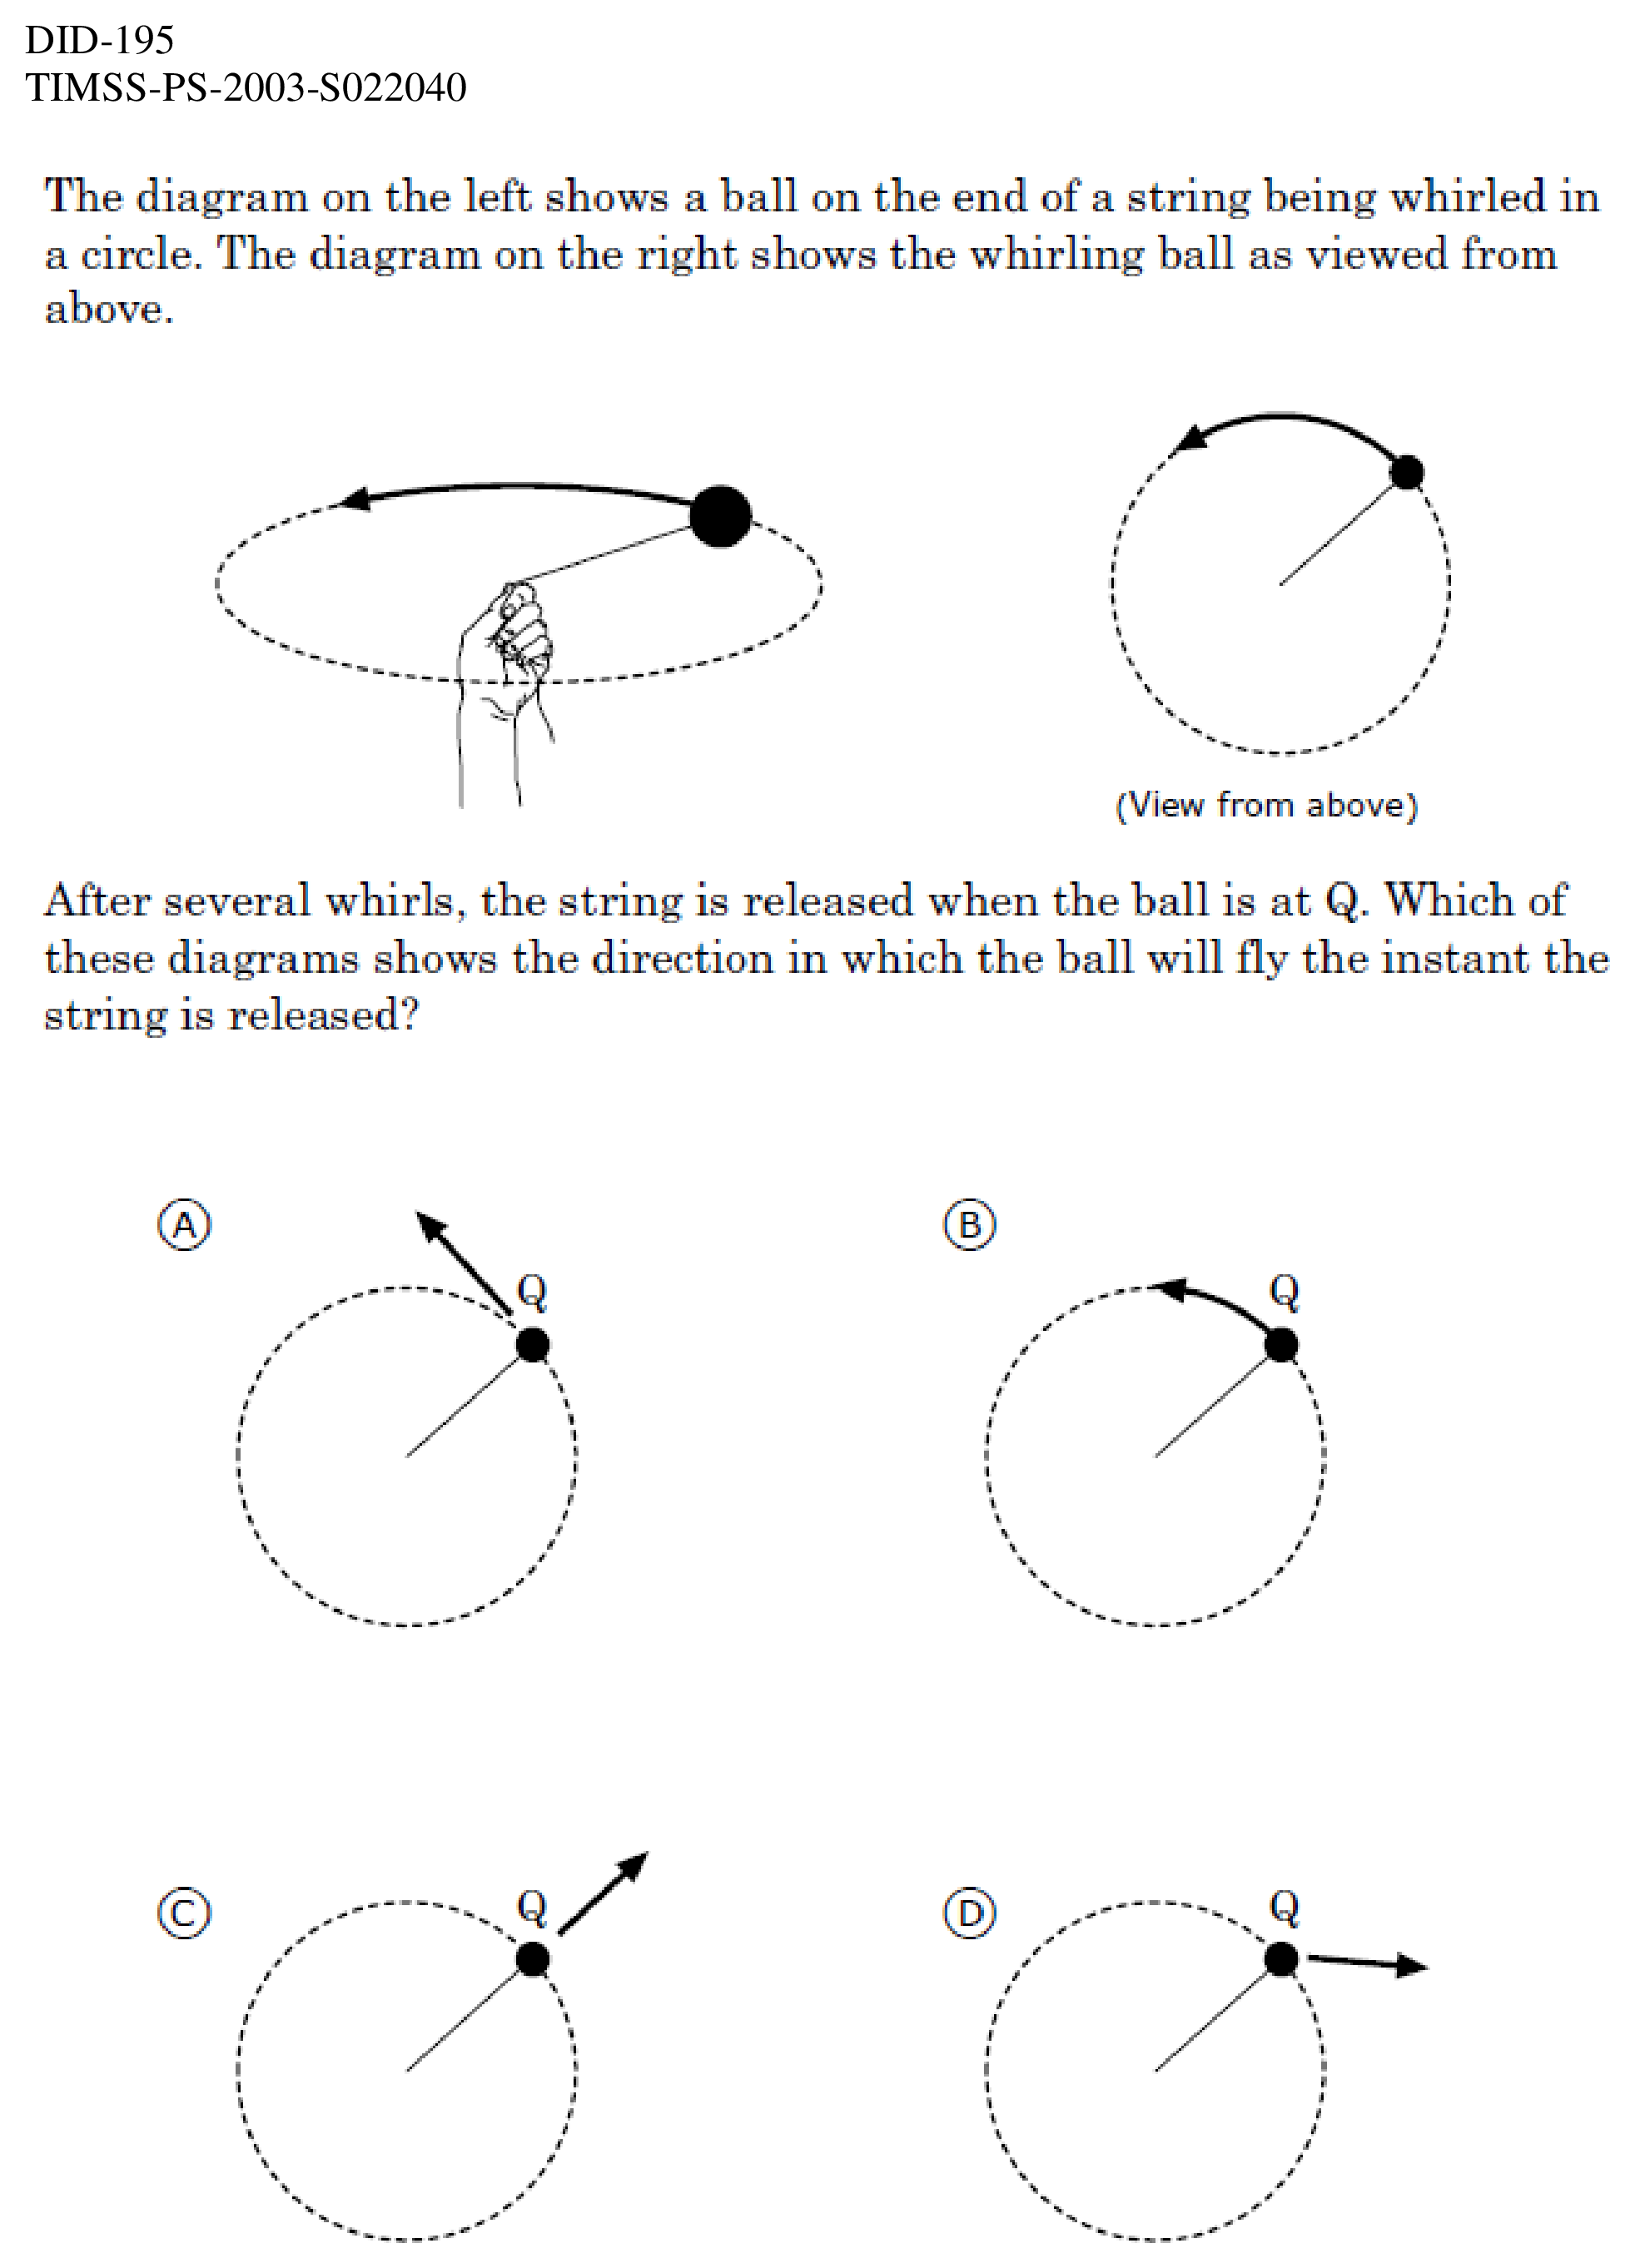 DID-195
TIMSS-PS-2003-S022040
The diagram on the left shows a ball on the end of a string being whirled in
a circle. The diagram on the right shows the whirling ball as viewed from
above.
(View from above)
After several whirls, the string is released when the ball is at Q. Which of
these diagrams shows the direction in which the ball will fly the instant the
string is released?
A
B
Q
Q
C
D
Q
Q